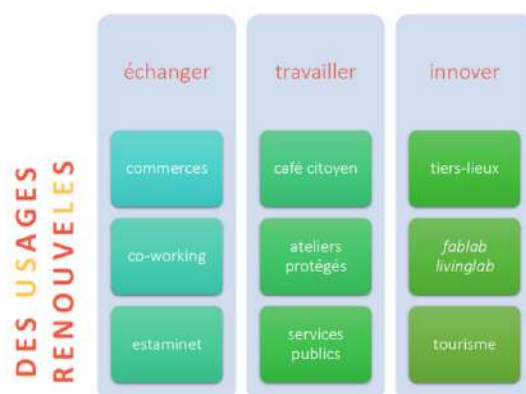 DES USAGES
RENOUVELES
échanger
commerces
co-working
estaminet
travailler
café citoyen
ateliers
protégés
services
publics
innover
tiers-lieux
fablab
livinglab
tourisme